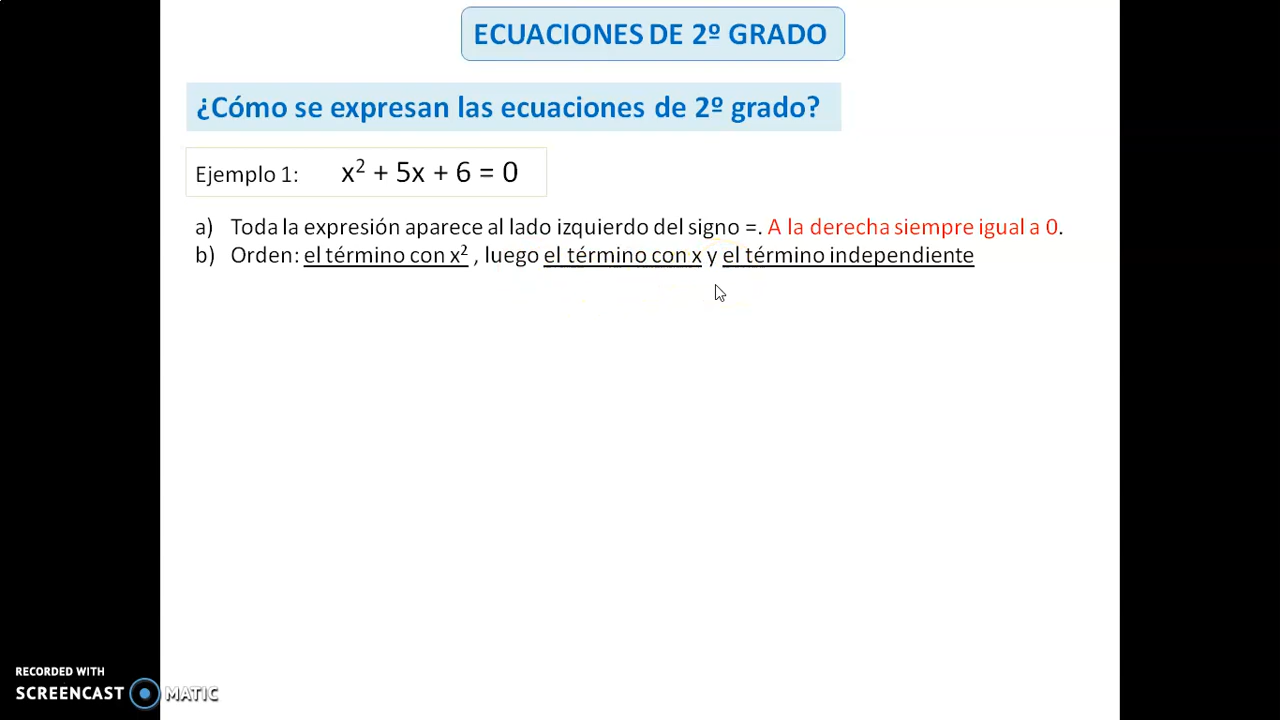 ECUACIONES DE 2º GRADO
¿Cómo se expresan las ecuaciones de 2º grado?
Ejemplo 1: x² + 5x + 6 = 0
a) Toda la expresión aparece al lado izquierdo del signo =. A la derecha siempre igual a 0.
b) Orden: el término con x² , luego el término con x y el término independiente
RECORDED WITH
SCREENCAST MATIC